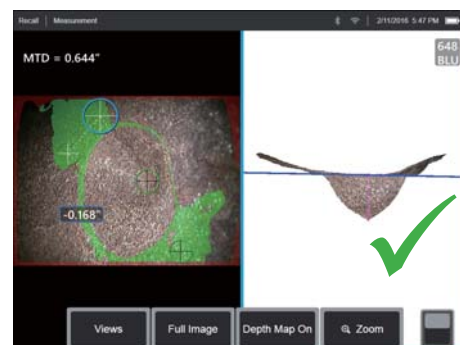 Recall | Measurement 2/11/2016 5:47 PM
MTD = 0.644"
648
BLU
-0.168"
Views Full Image Depth Map On Zoom